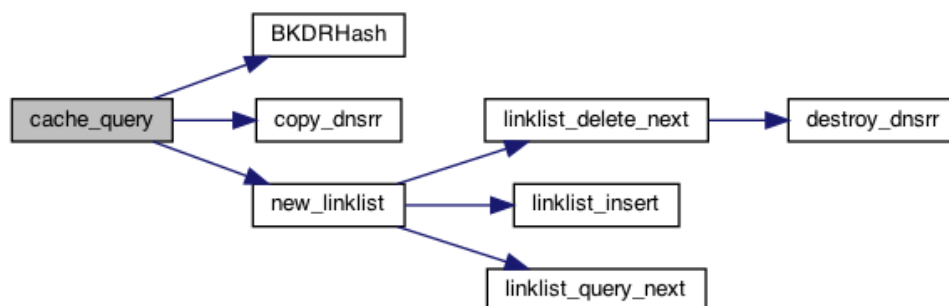 BKDRHash
cache_query
copy_dnsrr
linklist_delete_next
destroy_dnsrr
new_linklist
linklist_insert
linklist_query_next